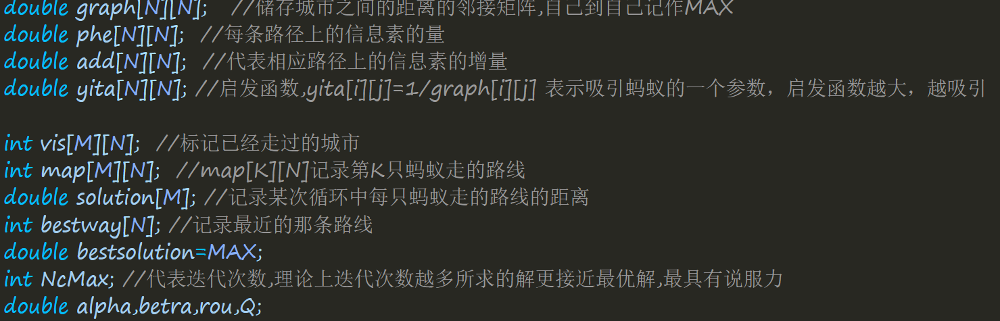 double graph[N][N];   //储存城市之间的距离的邻接矩阵,自己到自己记作MAX
double phe[N][N];  //每条路径上的信息素的量
double add[N][N];  //代表相应路径上的信息素的增量
double yita[N][N]; //启发函数,yita[i][j]=1/graph[i][j] 表示吸引蚂蚁的一个参数，启发函数越大，越吸引
int vis[M][N];  //标记已经走过的城市
int map[M][N];  //map[K][N]记录第K只蚂蚁走的路线
double solution[M]; //记录某次循环中每只蚂蚁走的路线的距离
int bestway[N]; //记录最近的那条路线
double bestsolution=MAX;
int NcMax; //代表迭代次数,理论上迭代次数越多所求的解更接近最优解,最具有说服力
double alpha,betra,rou,Q;